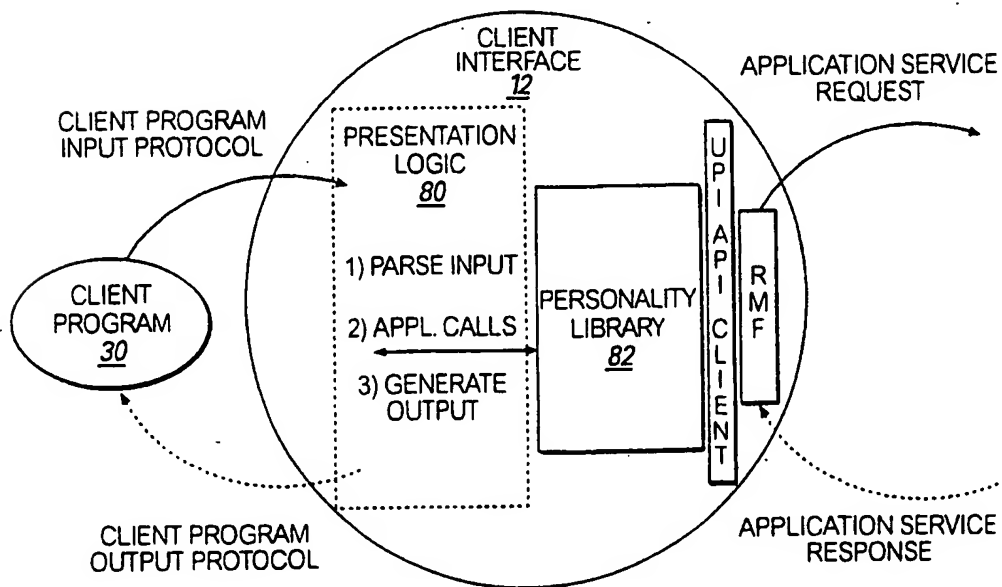 CLIENT
INTERFACE
12
APPLICATION SERVICE
REQUEST
CLIENT PROGRAM
INPUT PROTOCOL
PRESENTATION
LOGIC
80
1) PARSE INPUT
2) APPL. CALLS
3) GENERATE
OUTPUT
CLIENT
PROGRAM
30
PERSONALITY
LIBRARY
82
UPI API CLIENT
RMF
CLIENT PROGRAM
OUTPUT PROTOCOL
APPLICATION SERVICE
RESPONSE